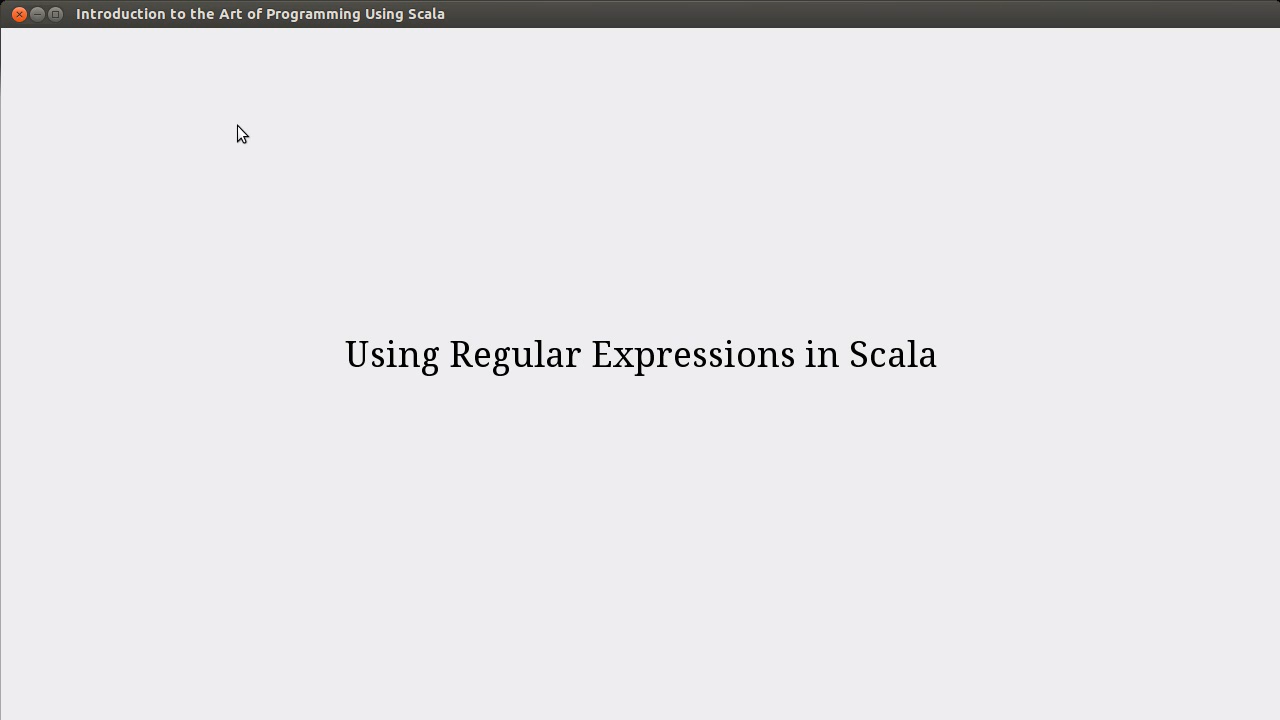 Introduction to the Art of Programming Using Scala
Using Regular Expressions in Scala